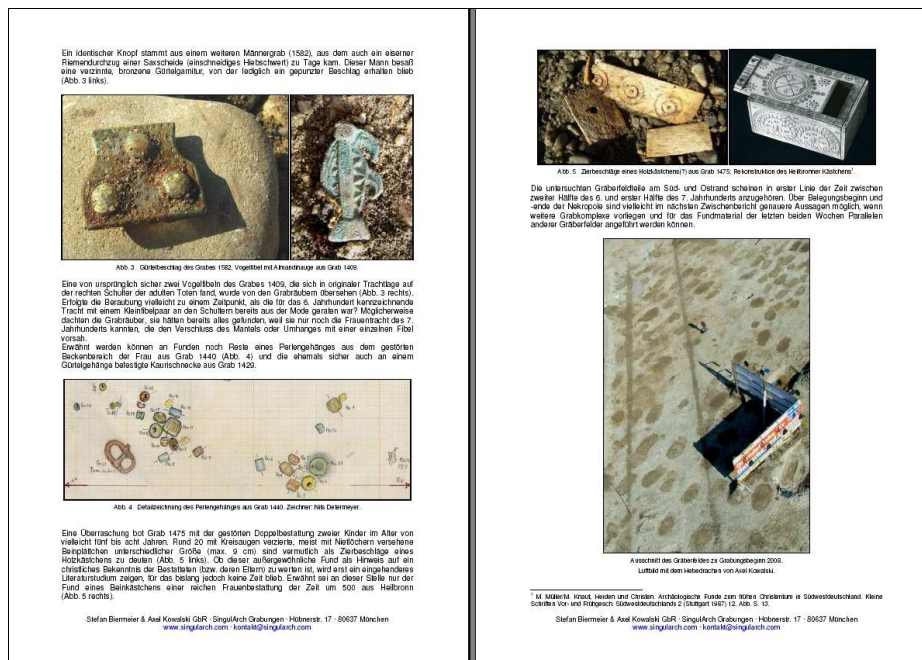 Ein identischer Knopf stammt aus einem weiteren Männergrab (1582), aus dem auch ein eiserner
Riemendurchzug einer Saxscheide (einschneidiges Hiebschwert) zu Tage kam. Dieser Mann besaß
eine verzinnte, bronzene Gürtelgarnitur, von der lediglich ein gepunzter Beschlag erhalten blieb
(Abb. 3 links).
Abb. 3 Gürtelbeschlag des Grabes 1582, Vogelfibel mit Almandinauge aus Grab 1409.
Eine von ursprünglich sicher zwei Vogelfibeln des Grabes 1409, die sich in originaler Trachtlage auf
der rechten Schulter der adulten Toten fand, wurde von den Grabräubern übersehen (Abb. 3 rechts).
Erfolgte die Beraubung vielleicht zu einem Zeitpunkt, als die für das 6. Jahrhundert kennzeichnende
Tracht mit einem Kleinfibelpaar an den Schultern bereits aus der Mode geraten war? Möglicherweise
dachten die Grabräuber, sie hätten bereits alles gefunden, weil sie nur noch die Frauentracht des 7.
Jahrhunderts kannten, die den Verschluss des Mantels oder Umhanges mit einer einzelnen Fibel
vorsah.
Erwähnt werden können an Funden noch Reste eines Perlengehänges aus dem gestörten
Beckenbereich der Frau aus Grab 1440 (Abb. 4) und die ehemals sicher auch an einem
Gürtelgehänge befestigte Kaurischnecke aus Grab 1429.
Abb. 4 Detailzeichnung des Perlengehänges aus Grab 1440. Zeichner: Nils Determeyer.
Eine Überraschung bot Grab 1475 mit der gestörten Doppelbestattung zweier Kinder im Alter von
vielleicht fünf bis acht Jahren. Rund 20 mit Kreisaugen verzierte, meist mit Nietlöchern versehene
Beinplättchen unterschiedlicher Größe (max. 9 cm) sind vermutlich als Zierbeschläge eines
Holzkästchens zu deuten (Abb. 5 links). Ob dieser außergewöhnliche Fund als Hinweis auf ein
christliches Bekenntnis der Bestatteten (bzw. deren Eltern) zu werten ist, wird erst ein eingehenderes
Literaturstudium zeigen, für das bislang jedoch keine Zeit blieb. Erwähnt sei an dieser Stelle nur der
Fund eines Beinkästchens einer reichen Frauenbestattung der Zeit um 500 aus Heilbronn
(Abb. 5 rechts).
Stefan Biermeier & Axel Kowalski GbR · SingulArch Grabungen · Hübnerstr. 17 · 80637 München
www.singularch.com · kontakt@singularch.com
Abb. 5 Zierbeschläge eines Holzkästchens(?) aus Grab 1475; Rekonstruktion des Heilbronner Kästchens¹.
Die untersuchten Gräberfeldteile am Süd- und Ostrand scheinen in erster Linie der Zeit zwischen
zweiter Hälfte des 6. und erster Hälfte des 7. Jahrhunderts anzugehören. Über Belegungsbeginn und
-ende der Nekropole sind vielleicht im nächsten Zwischenbericht genauere Aussagen möglich, wenn
weitere Grabkomplexe vorliegen und für das Fundmaterial der letzten beiden Wochen Parallelen
anderer Gräberfelder angeführt werden können.
Ausschnitt des Gräberfeldes zu Grabungsbeginn 2008.
Luftbild mit dem Hebedrachen von Axel Kowalski.
¹ M. Müller/M. Knaut, Heiden und Christen. Archäologische Funde zum frühen Christentum in Südwestdeutschland. Kleine
Schriften Vor- und Frühgesch. Südwestdeutschlands 2 (Stuttgart 1987) 12, Abb. S. 13.
Stefan Biermeier & Axel Kowalski GbR · SingulArch Grabungen · Hübnerstr. 17 · 80637 München
www.singularch.com · kontakt@singularch.com